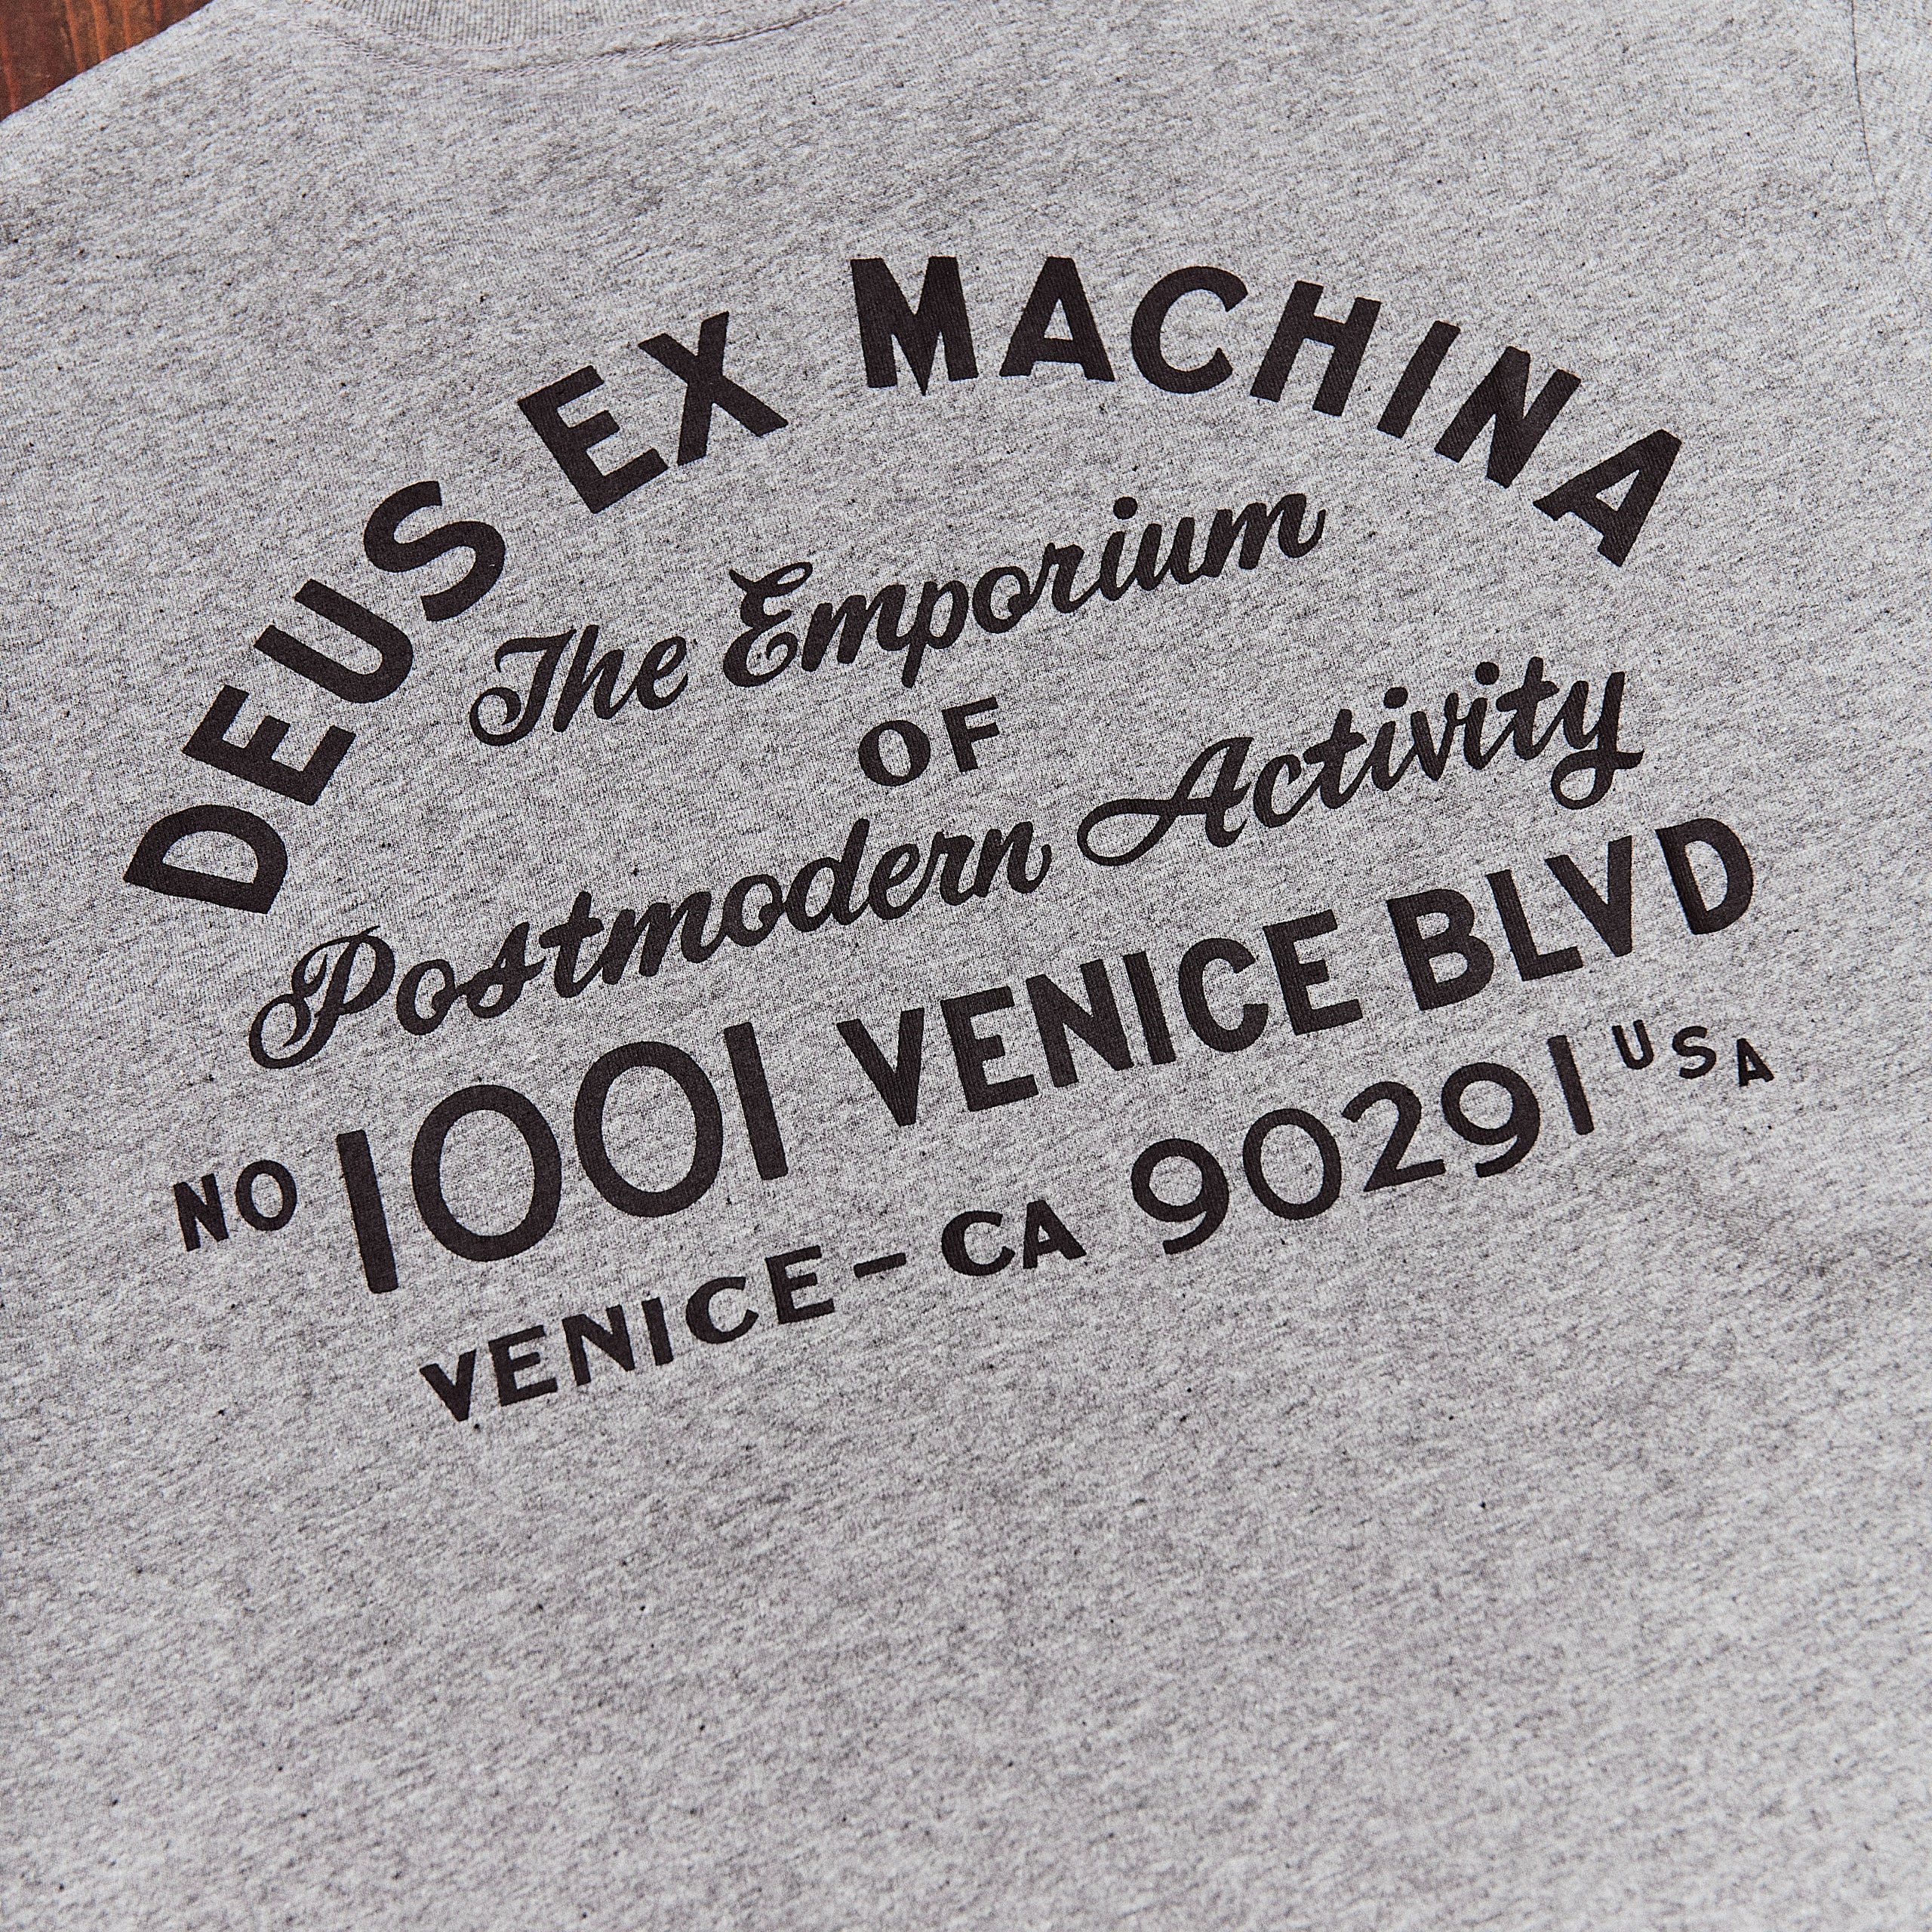 DEUS EX MACHINA
The Emporium
OF
Postmodern Activity
NO 1001 VENICE BLVD
VENICE - CA 90291 USA